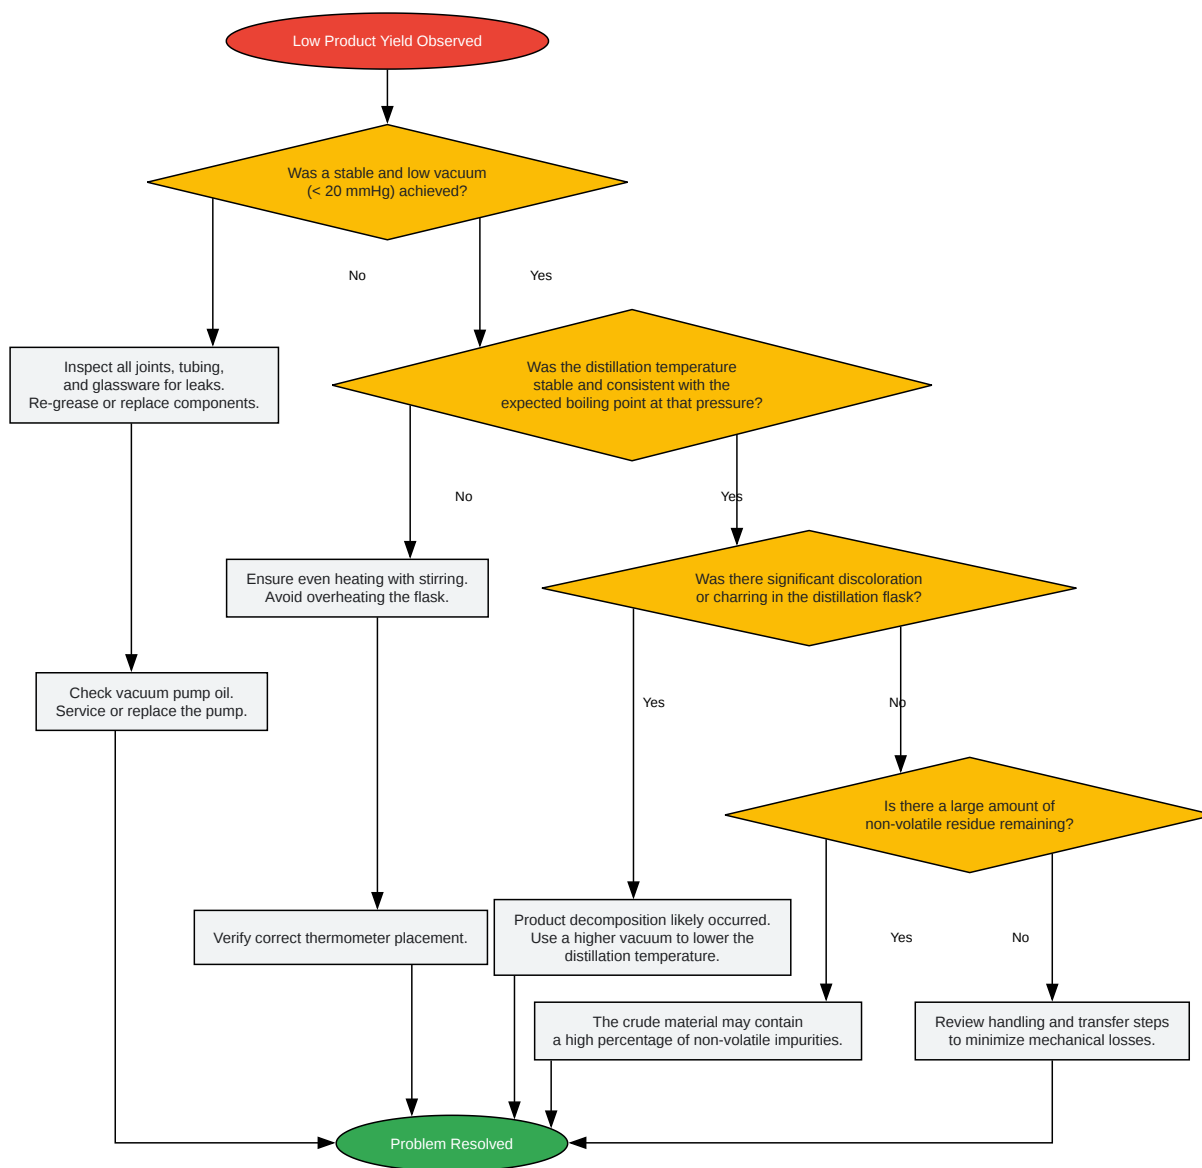 Low Product Yield Observed
Was a stable and low vacuum
(< 20 mmHg) achieved?
No
Yes
Inspect all joints, tubing,
and glassware for leaks.
Re-grease or replace components.
Was the distillation temperature
stable and consistent with the
expected boiling point at that pressure?
No
Yes
Ensure even heating with stirring.
Avoid overheating the flask.
Was there significant discoloration
or charring in the distillation flask?
Check vacuum pump oil.
Service or replace the pump.
Yes
No
Is there a large amount of
non-volatile residue remaining?
Verify correct thermometer placement.
Product decomposition likely occurred.
Use a higher vacuum to lower the
distillation temperature.
Yes
No
The crude material may contain
a high percentage of non-volatile impurities.
Review handling and transfer steps
to minimize mechanical losses.
Problem Resolved